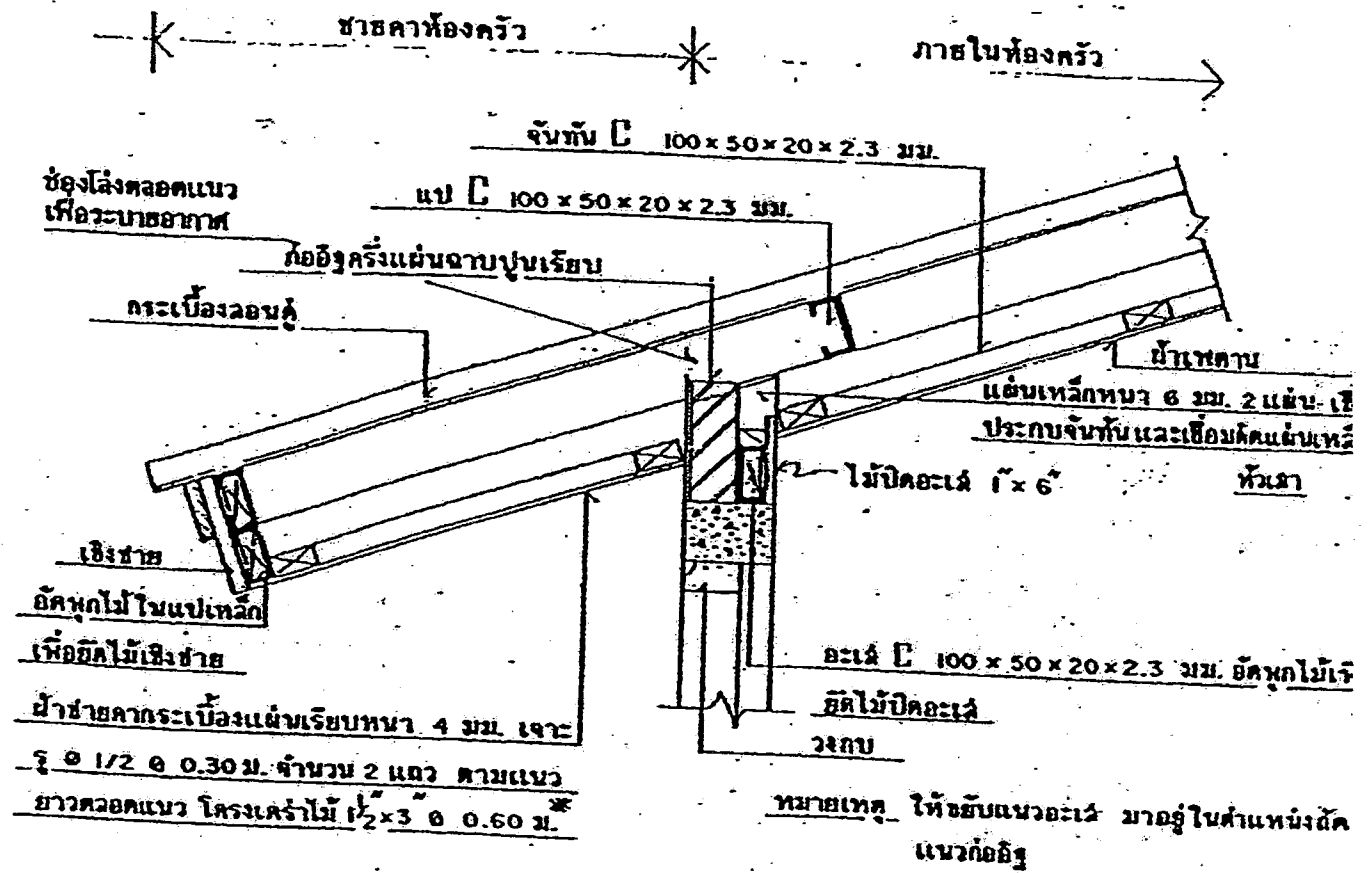 ชายคาห้องครัว
ภายในห้องครัว
จันทัน C 100 x 50 x 20 x 2.3 มม.
ช่องโล่งตลอดแนว
เพื่อระบายอากาศ
แป C 100 x 50 x 20 x 2.3 มม.
ก่ออิฐครึ่งแผ่นฉาบปูนเรียบ
กระเบื้องลอนคู่
ฝ้าเพดาน
แผ่นเหล็กหนา 6 มม. 2 แผ่น
ประกบจันทันและเชื่อมติดแผ่น
หัวเสา
ไม้ปิดอะเส 1" x 6"
เชิงชาย
อัดพุกไม้ในแปเหล็ก
เพื่อยึดไม้เชิงชาย
อะเส C 100 x 50 x 20 x 2.3 มม. อัดพุกไม้
ยึดไม้ปิดอะเส
วงกบ
ฝ้าชายคากระเบื้องแผ่นเรียบหนา 4 มม. เจาะ
รู Ø 1/2 @ 0.30 ม. จำนวน 2 แถว ตามแนว
ยาวตลอดแนว โครงเคร่าไม้ 1 1/2" x 3" @ 0.60 ม.
หมายเหตุ ให้ขยับแนวอะเส มาอยู่ในตำแหน่งถัด
แนวก่ออิฐ